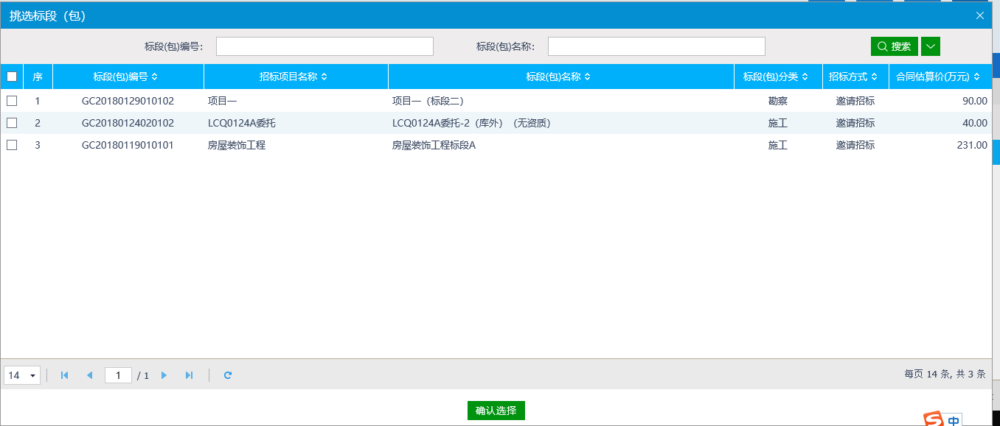 挑选标段（包）
标段(包)编号： 标段(包)名称： 搜索
序 标段(包)编号 招标项目名称 标段(包)名称 标段(包)分类 招标方式 合同估算价(万元)
1 GC20180129010102 项目一 项目一（标段二） 勘察 邀请招标 90.00
2 GC20180124020102 LCQ0124A委托 LCQ0124A委托-2（库外）（无资质） 施工 邀请招标 40.00
3 GC20180119010101 房屋装饰工程 房屋装饰工程标段A 施工 邀请招标 231.00
14 1 / 1 每页 14 条, 共 3 条
确认选择
S 中